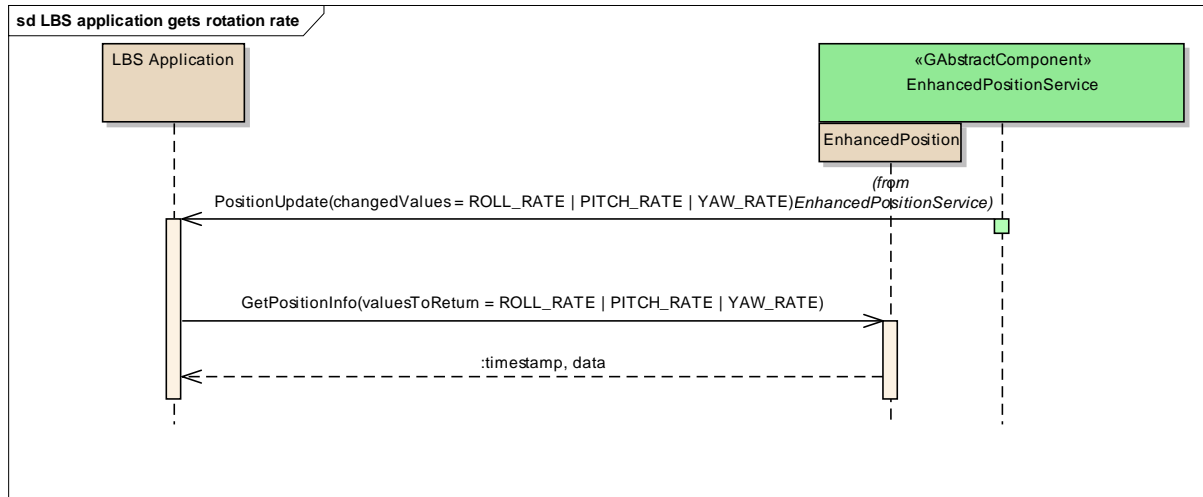 sd LBS application gets rotation rate
LBS Application
«GAbstractComponent»
EnhancedPositionService
EnhancedPosition
(from
EnhancedPositionService)
PositionUpdate(changedValues = ROLL_RATE | PITCH_RATE | YAW_RATE)
GetPositionInfo(valuesToReturn = ROLL_RATE | PITCH_RATE | YAW_RATE)
:timestamp, data